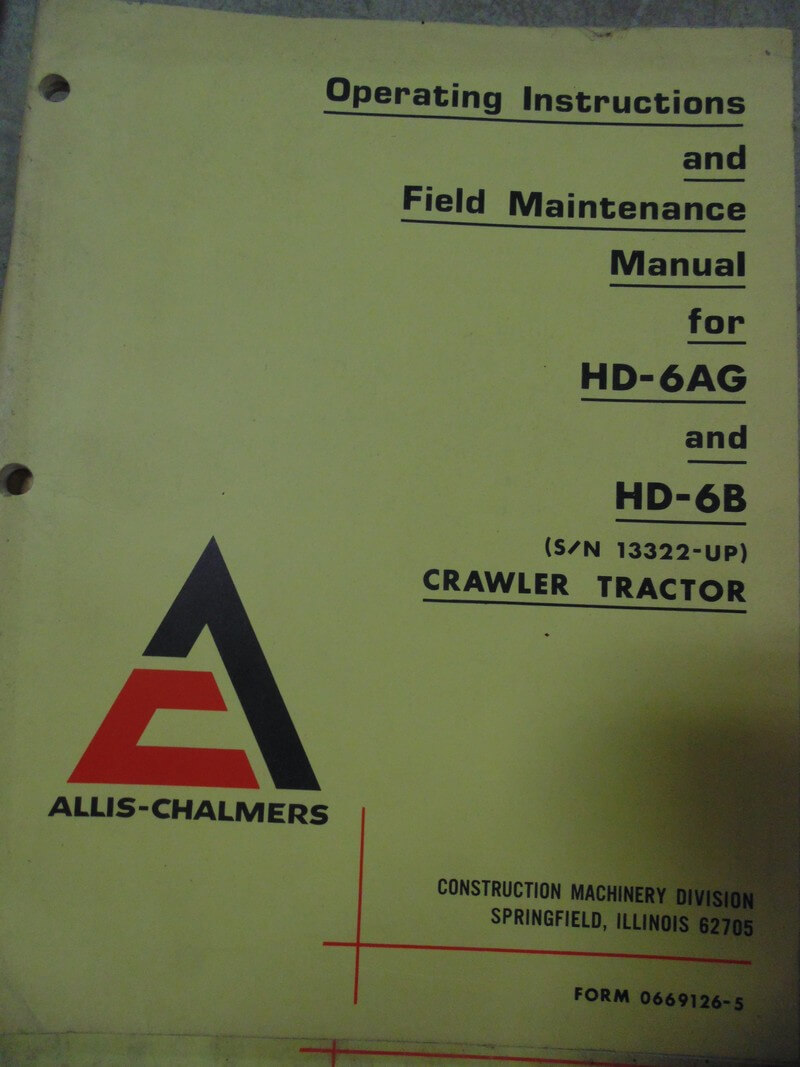 Operating Instructions
and
Field Maintenance
Manual
for
HD-6AG
and
HD-6B
(S/N 13322-UP)
CRAWLER TRACTOR
ALLIS-CHALMERS
CONSTRUCTION MACHINERY DIVISION
SPRINGFIELD, ILLINOIS 62705
FORM 0669126-5